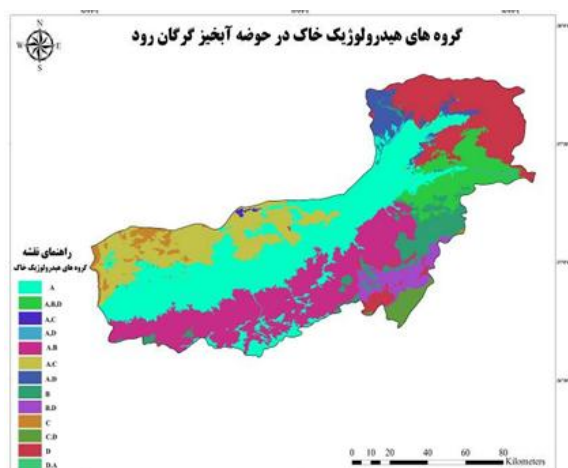 گروه های هیدرولوژیک خاک در حوضه آبخیز گرگان رود
N
W E
S
راهنمای نقشه
گروه های هیدرولوژیک خاک
A
A,B,D
A,C
A,D
A.B
A.C
A.D
B
B.D
C
C.D
D
D.A
0 5 10 20 40 60 80
Kilometers